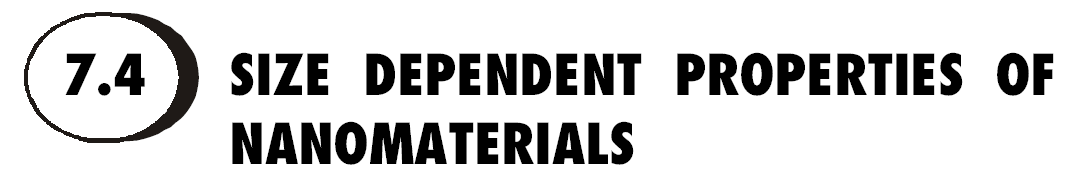 7.4 SIZE DEPENDENT PROPERTIES OF
NANOMATERIALS